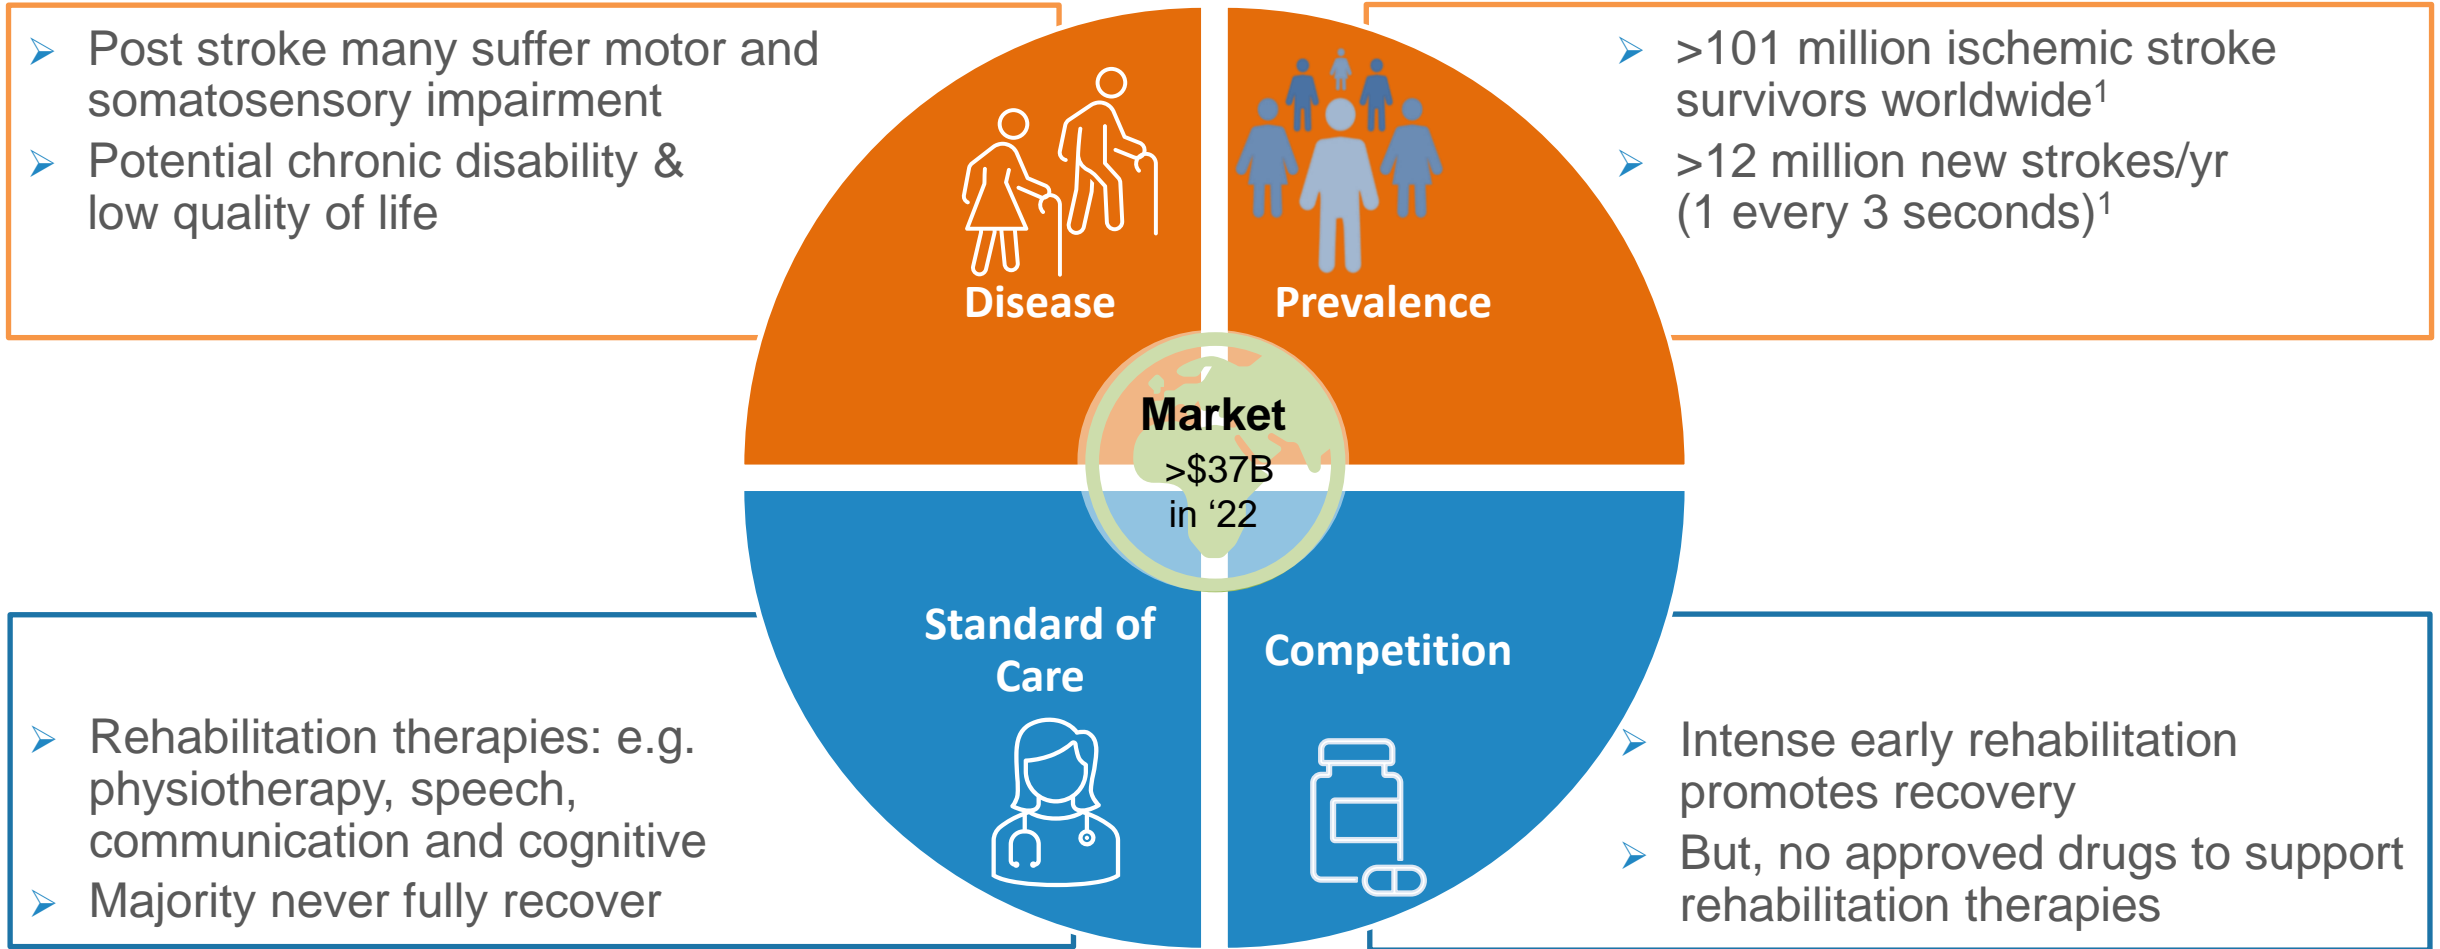 ➢ Post stroke many suffer motor and
somatosensory impairment
➢ Potential chronic disability &
low quality of life
Disease
Prevalence
➢ >101 million ischemic stroke
survivors worldwide¹
➢ >12 million new strokes/yr
(1 every 3 seconds)¹
Market
>$37B
in ‘22
Standard of
Care
➢ Rehabilitation therapies: e.g.
physiotherapy, speech,
communication and cognitive
➢ Majority never fully recover
Competition
➢ Intense early rehabilitation
promotes recovery
➢ But, no approved drugs to support
rehabilitation therapies